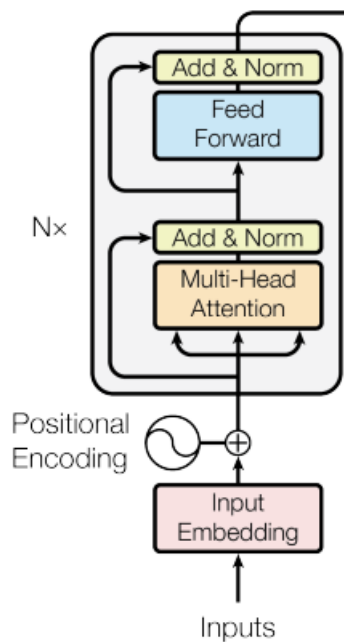 Add & Norm
Feed
Forward
N×
Add & Norm
Multi-Head
Attention
Positional
Encoding
Input
Embedding
Inputs